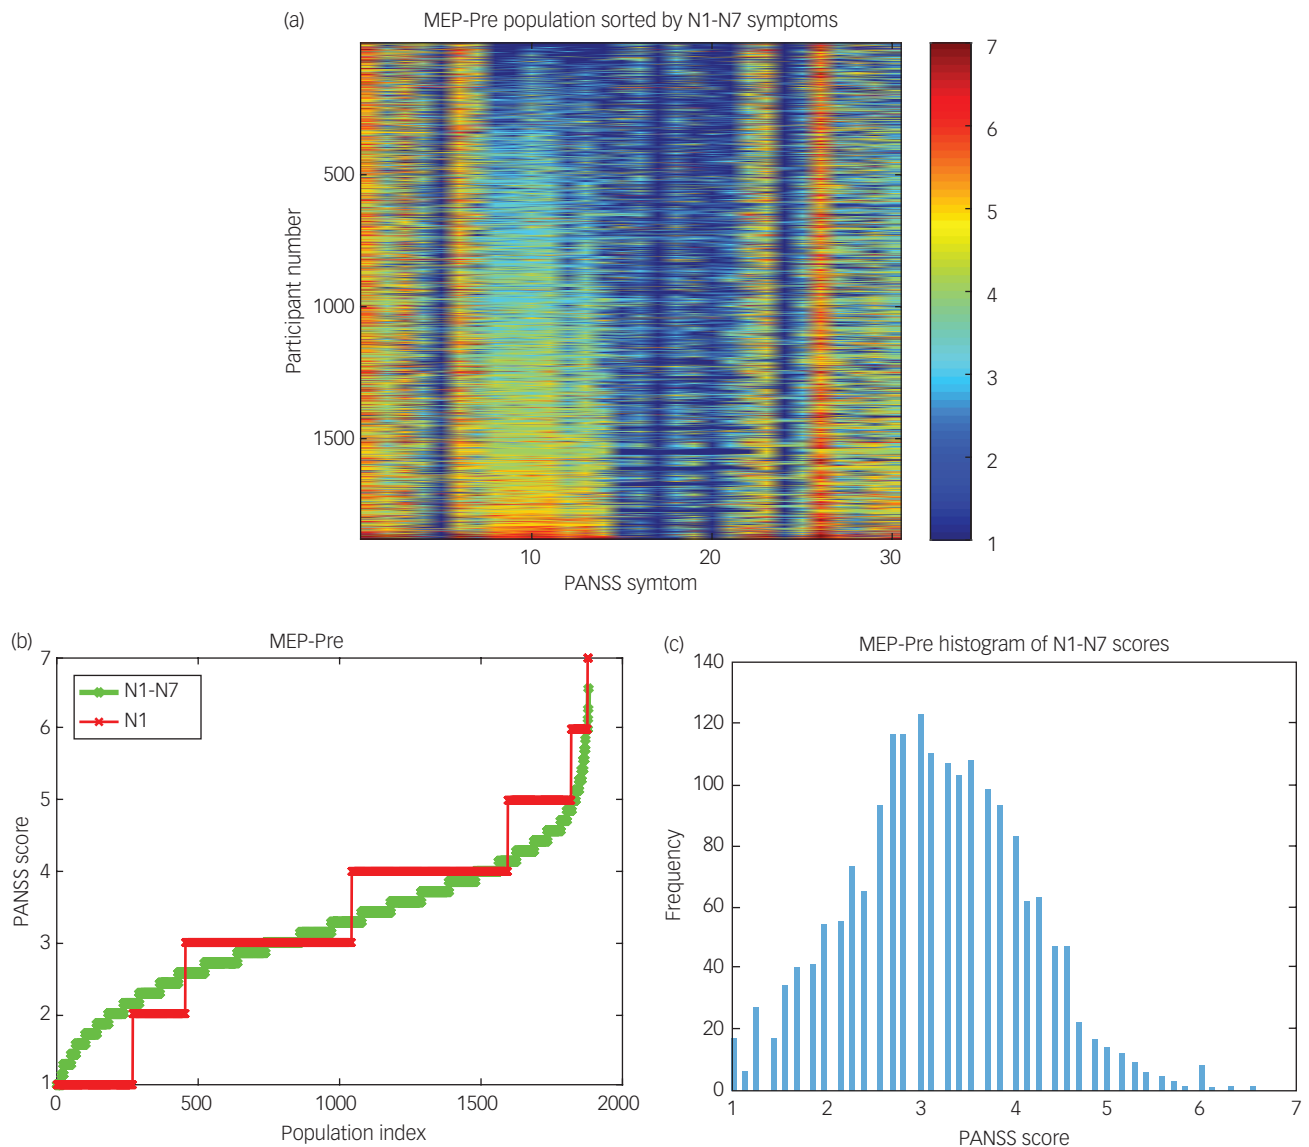 (a)
MEP-Pre population sorted by N1-N7 symptoms
Participant number
500
1000
1500
10
20
30
PANSS symtom
7
6
5
4
3
2
1
(b)
MEP-Pre
N1-N7
N1
PANSS score
7
6
5
4
3
2
1
0
500
1000
1500
2000
Population index
(c)
MEP-Pre histogram of N1-N7 scores
Frequency
140
120
100
80
60
40
20
0
1
2
3
4
5
6
7
PANSS score